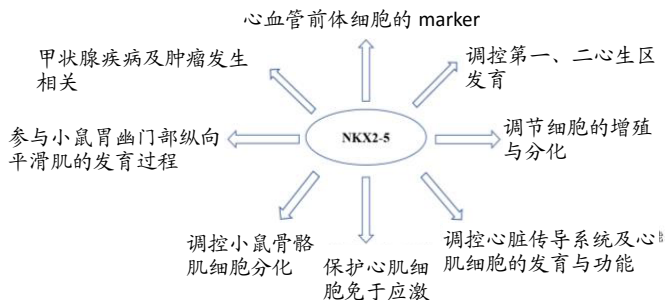 心血管前体细胞的 marker
甲状腺疾病及肿瘤发生
相关
调控第一、二心生区
发育
参与小鼠胃幽门部纵向
平滑肌的发育过程
NKX2-5
调节细胞的增殖
与分化
调控小鼠骨骼
肌细胞分化
保护心肌细
胞免于应激
调控心脏传导系统及心
肌细胞的发育与功能